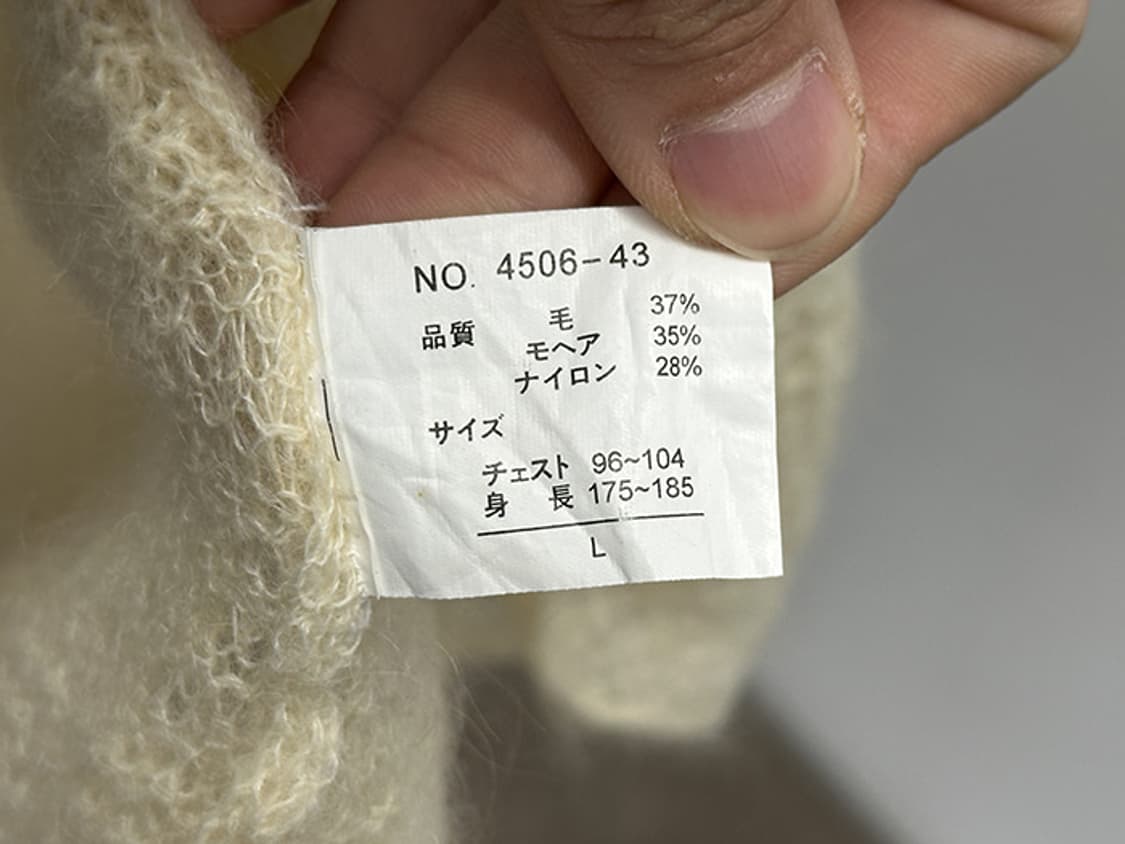 NO. 4506-43
品質 毛 37%
モヘア 35%
ナイロン 28%
サイズ
チェスト 96~104
身 長 175~185
L